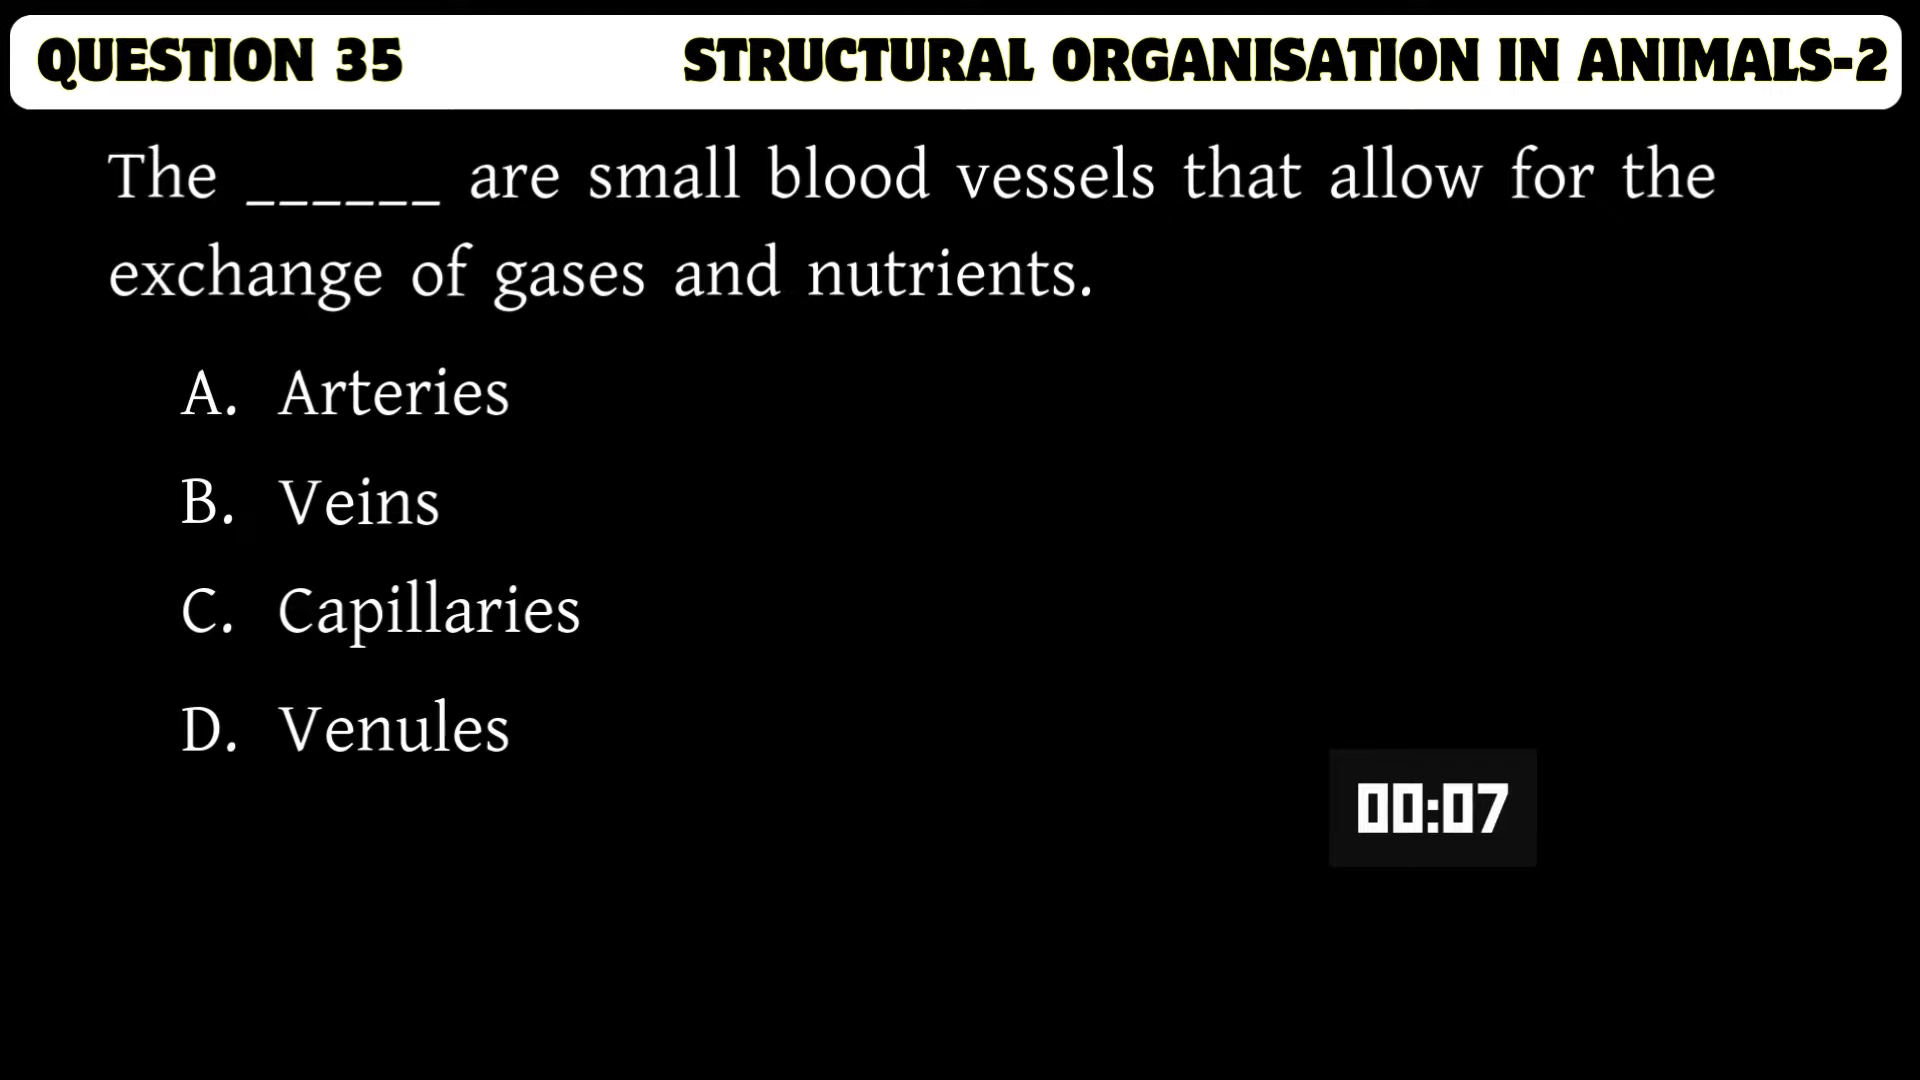 QUESTION 35 STRUCTURAL ORGANISATION IN ANIMALS-2
The ______ are small blood vessels that allow for the
exchange of gases and nutrients.
A. Arteries
B. Veins
C. Capillaries
D. Venules
00:07